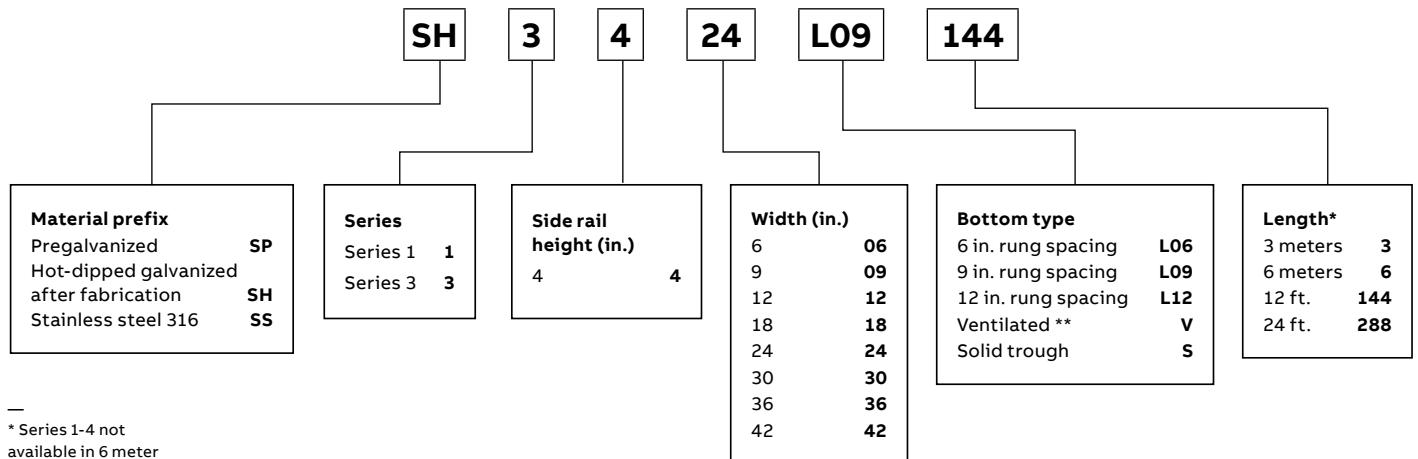 SH 3 4 24 L09 144
Material prefix
Pregalvanized SP
Hot-dipped galvanized
after fabrication SH
Stainless steel 316 SS
Series
Series 1 1
Series 3 3
Side rail
height (in.)
4 4
Width (in.)
6 06
9 09
12 12
18 18
24 24
30 30
36 36
42 42
Bottom type
6 in. rung spacing L06
9 in. rung spacing L09
12 in. rung spacing L12
Ventilated ** V
Solid trough S
Length*
3 meters 3
6 meters 6
12 ft. 144
24 ft. 288
—
* Series 1-4 not
available in 6 meter